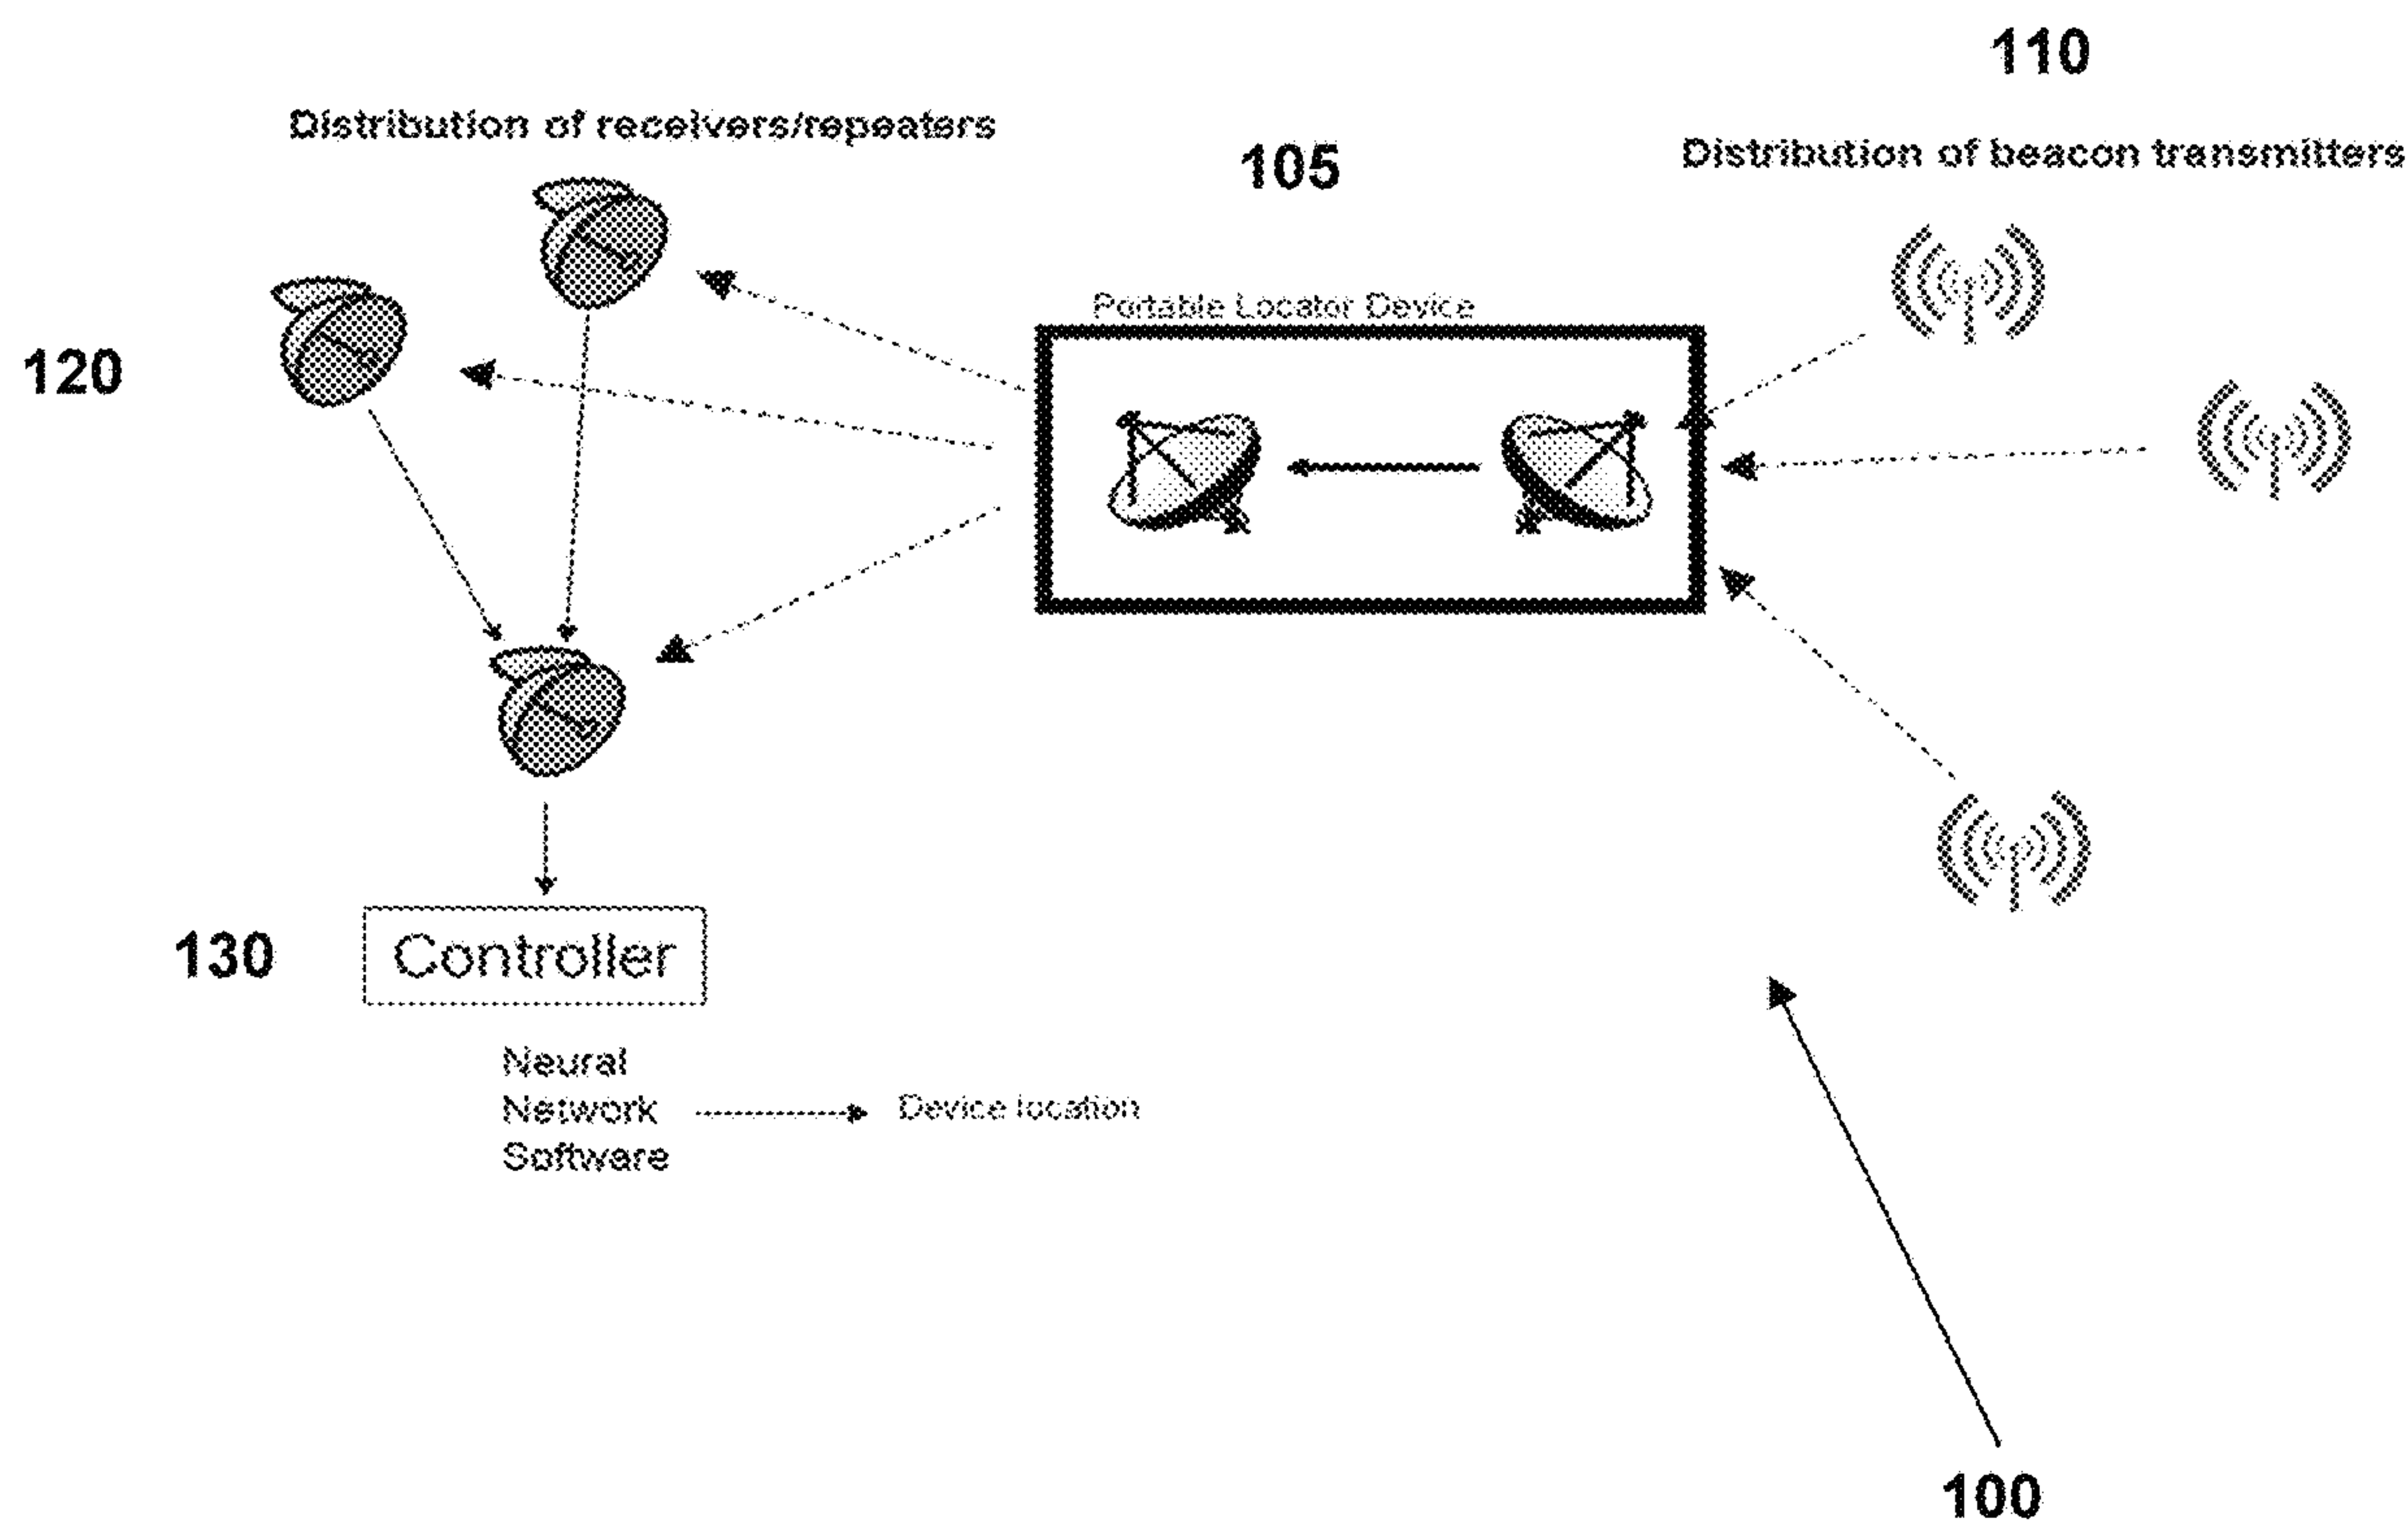 110
Distribution of receivers/repeaters
105
Distribution of beacon transmitters
Portable Locator Device
120
130
Controller
Neural
Network
Software
Device location
100